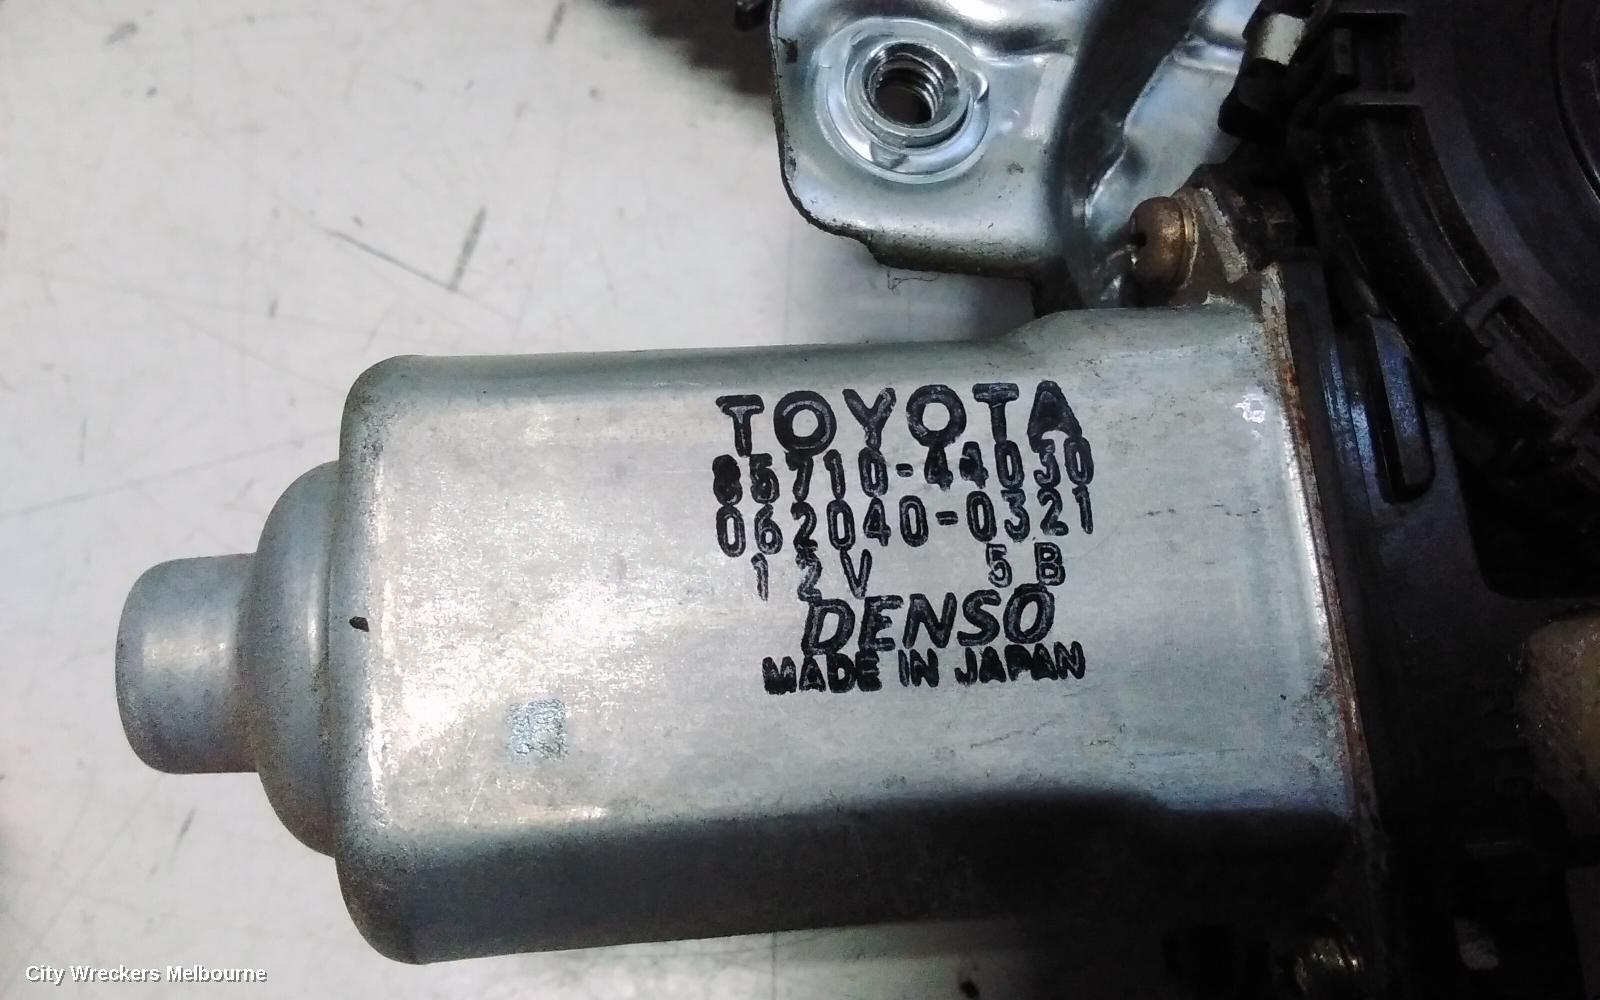 TOYOTA
85710-44030
062040-0321
12V 5B
DENSO
MADE IN JAPAN
City Wreckers Melbourne